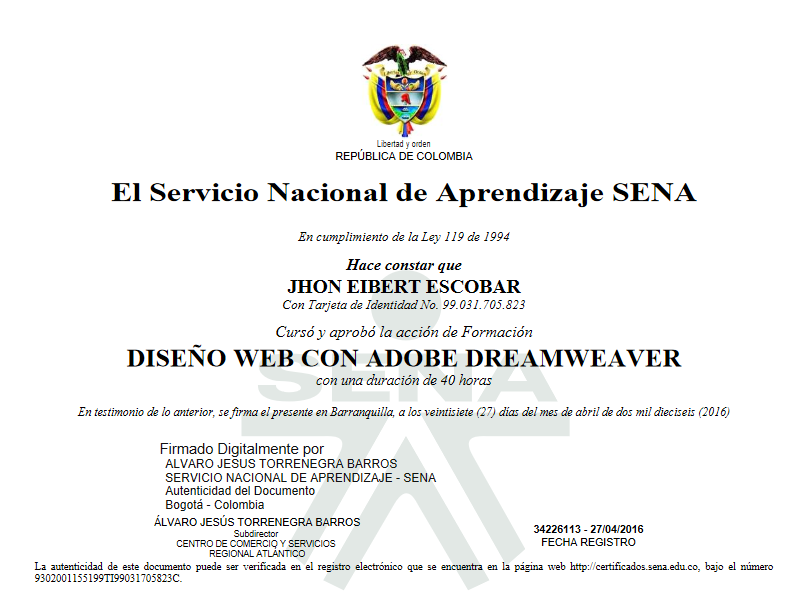 Libertad y orden
REPÚBLICA DE COLOMBIA
El Servicio Nacional de Aprendizaje SENA
En cumplimiento de la Ley 119 de 1994
Hace constar que
JHON EIBERT ESCOBAR
Con Tarjeta de Identidad No. 99.031.705.823
Cursó y aprobó la acción de Formación
DISEÑO WEB CON ADOBE DREAMWEAVER
SENA
con una duración de 40 horas
En testimonio de lo anterior, se firma el presente en Barranquilla, a los veintisiete (27) días del mes de abril de dos mil dieciseis (2016)
Firmado Digitalmente por
ALVARO JESUS TORRENEGRA BARROS
SERVICIO NACIONAL DE APRENDIZAJE - SENA
Autenticidad del Documento
Bogotá - Colombia
ÁLVARO JESÚS TORRENEGRA BARROS
Subdirector
CENTRO DE COMERCIO Y SERVICIOS
REGIONAL ATLÁNTICO
34226113 - 27/04/2016
FECHA REGISTRO
La autenticidad de este documento puede ser verificada en el registro electrónico que se encuentra en la página web http://certificados.sena.edu.co, bajo el número
9302001155199TI99031705823C.